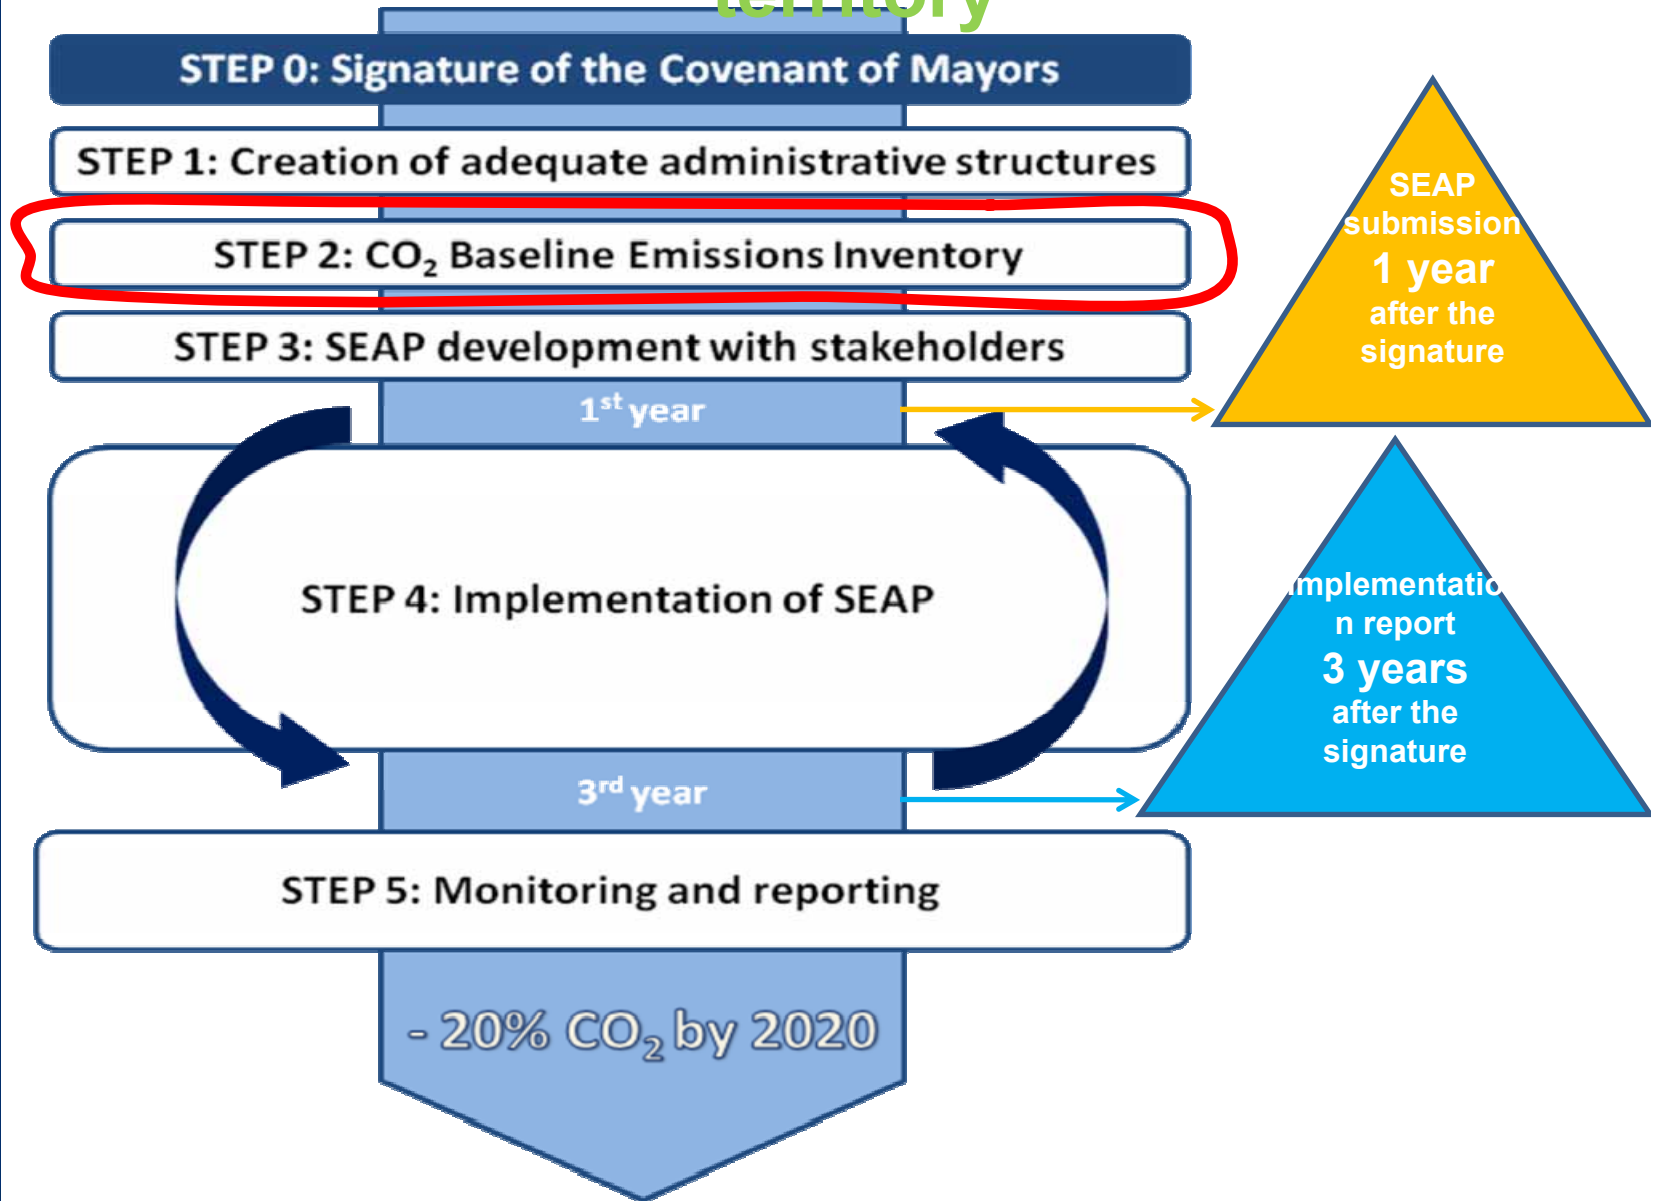 territory
STEP 0: Signature of the Covenant of Mayors
STEP 1: Creation of adequate administrative structures
STEP 2: CO₂ Baseline Emissions Inventory
STEP 3: SEAP development with stakeholders
1st year
SEAP
submission
1 year
after the
signature
STEP 4: Implementation of SEAP
Implementatio
n report
3 years
after the
signature
3rd year
STEP 5: Monitoring and reporting
- 20% CO₂ by 2020